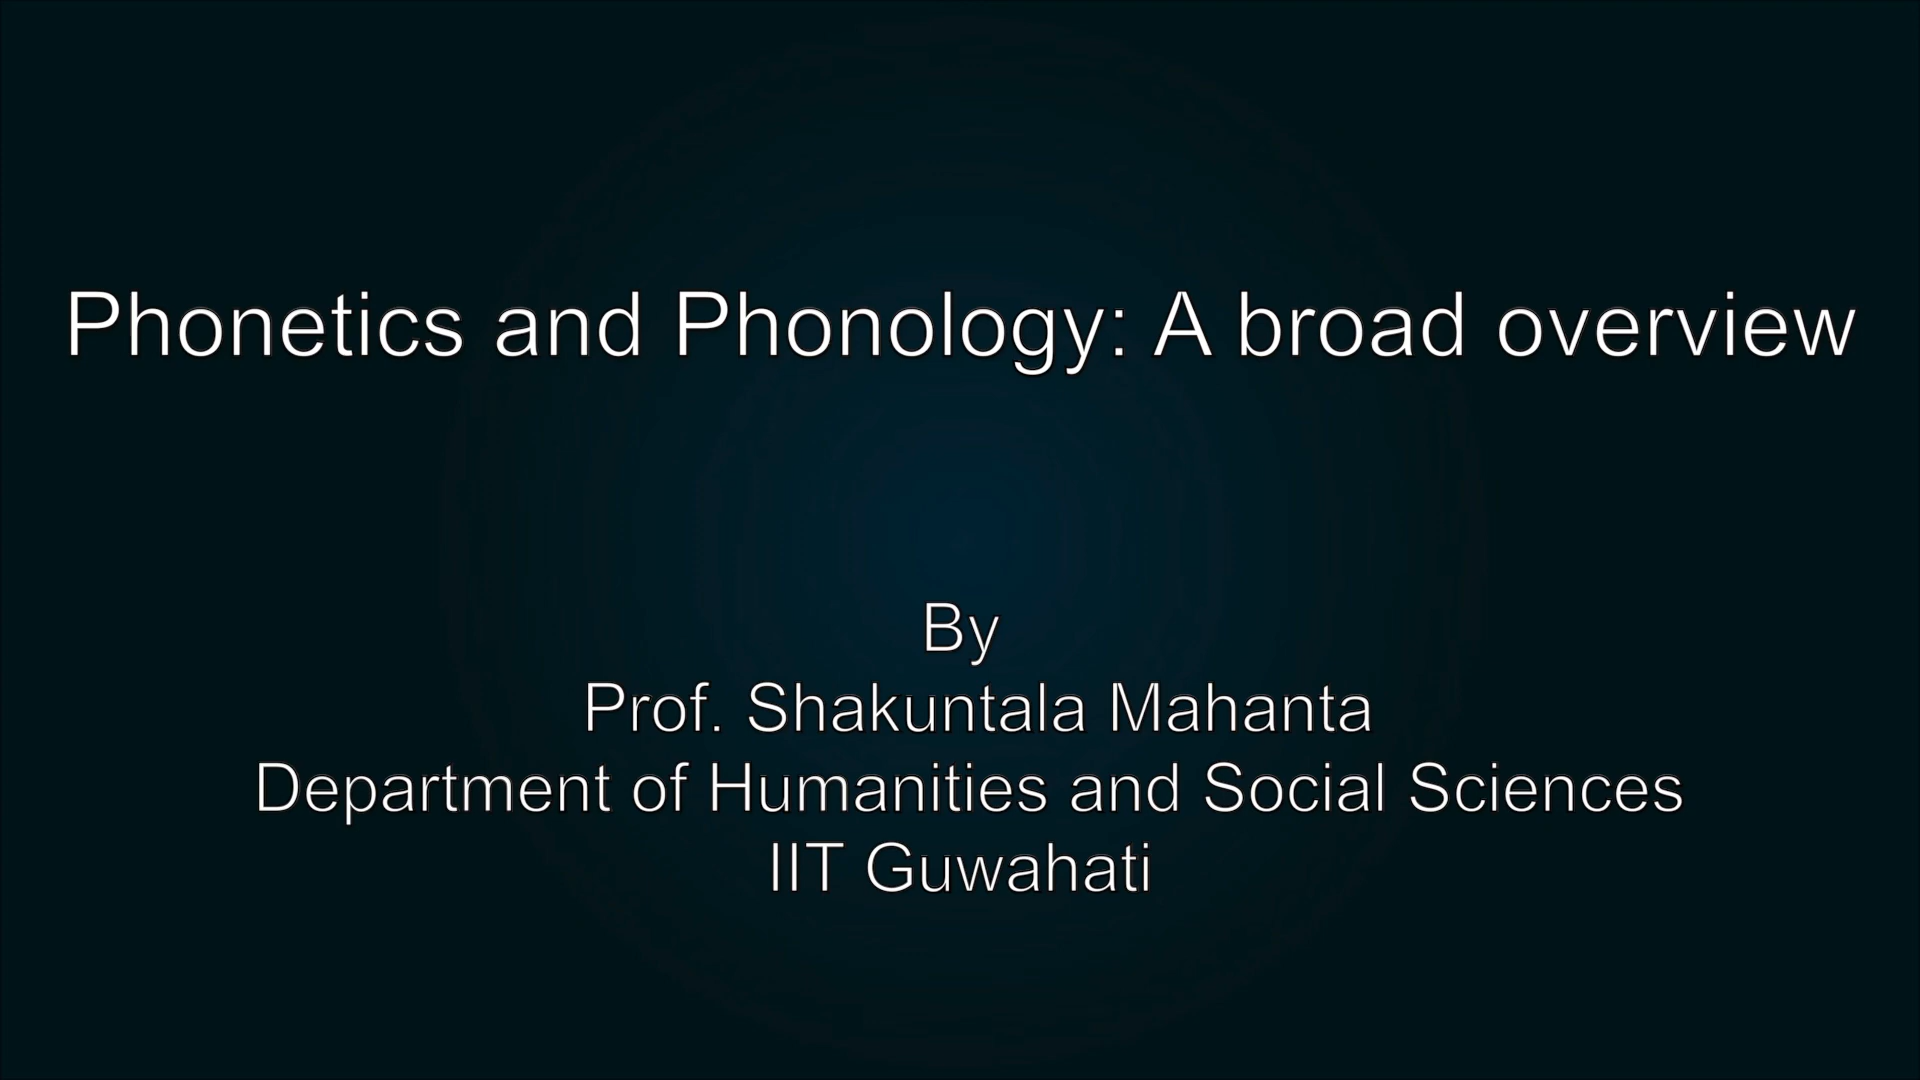 Phonetics and Phonology: A broad overview
By
Prof. Shakuntala Mahanta
Department of Humanities and Social Sciences
IIT Guwahati